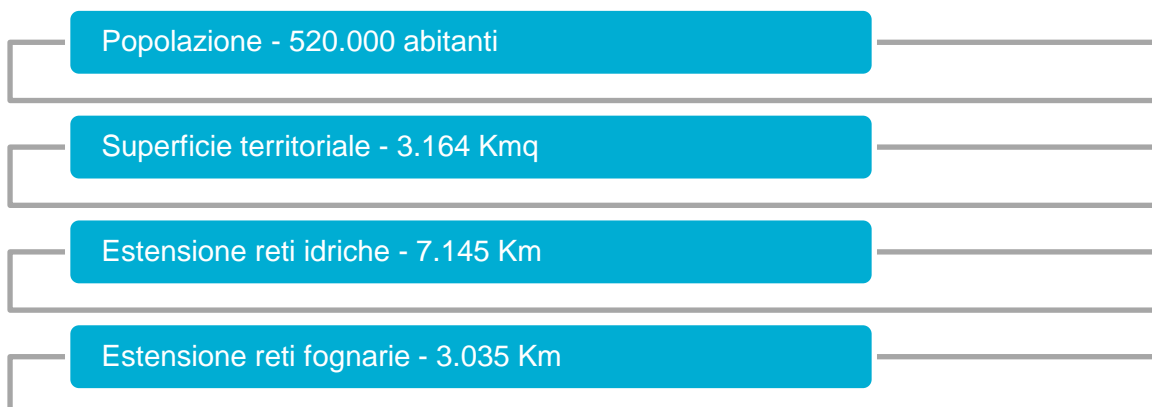 Popolazione - 520.000 abitanti
Superficie territoriale - 3.164 Kmq
Estensione reti idriche - 7.145 Km
Estensione reti fognarie - 3.035 Km